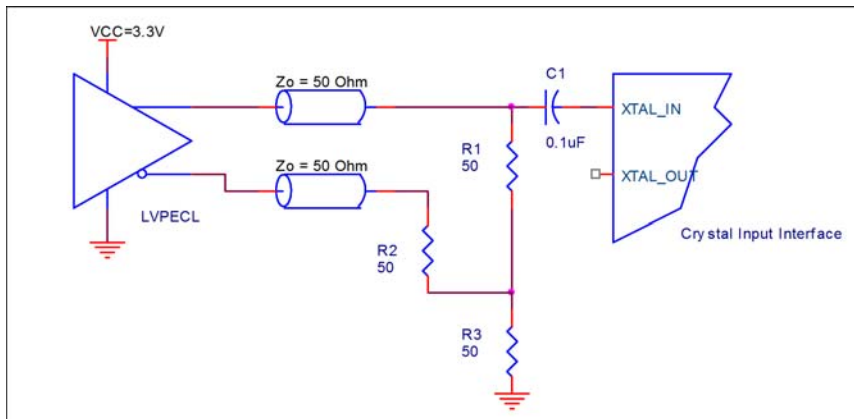 VCC=3.3V
Zo = 50 Ohm
C1
XTAL_IN
0.1uF
R1
50
Zo = 50 Ohm
XTAL_OUT
LVPECL
Crystal Input Interface
R2
50
R3
50